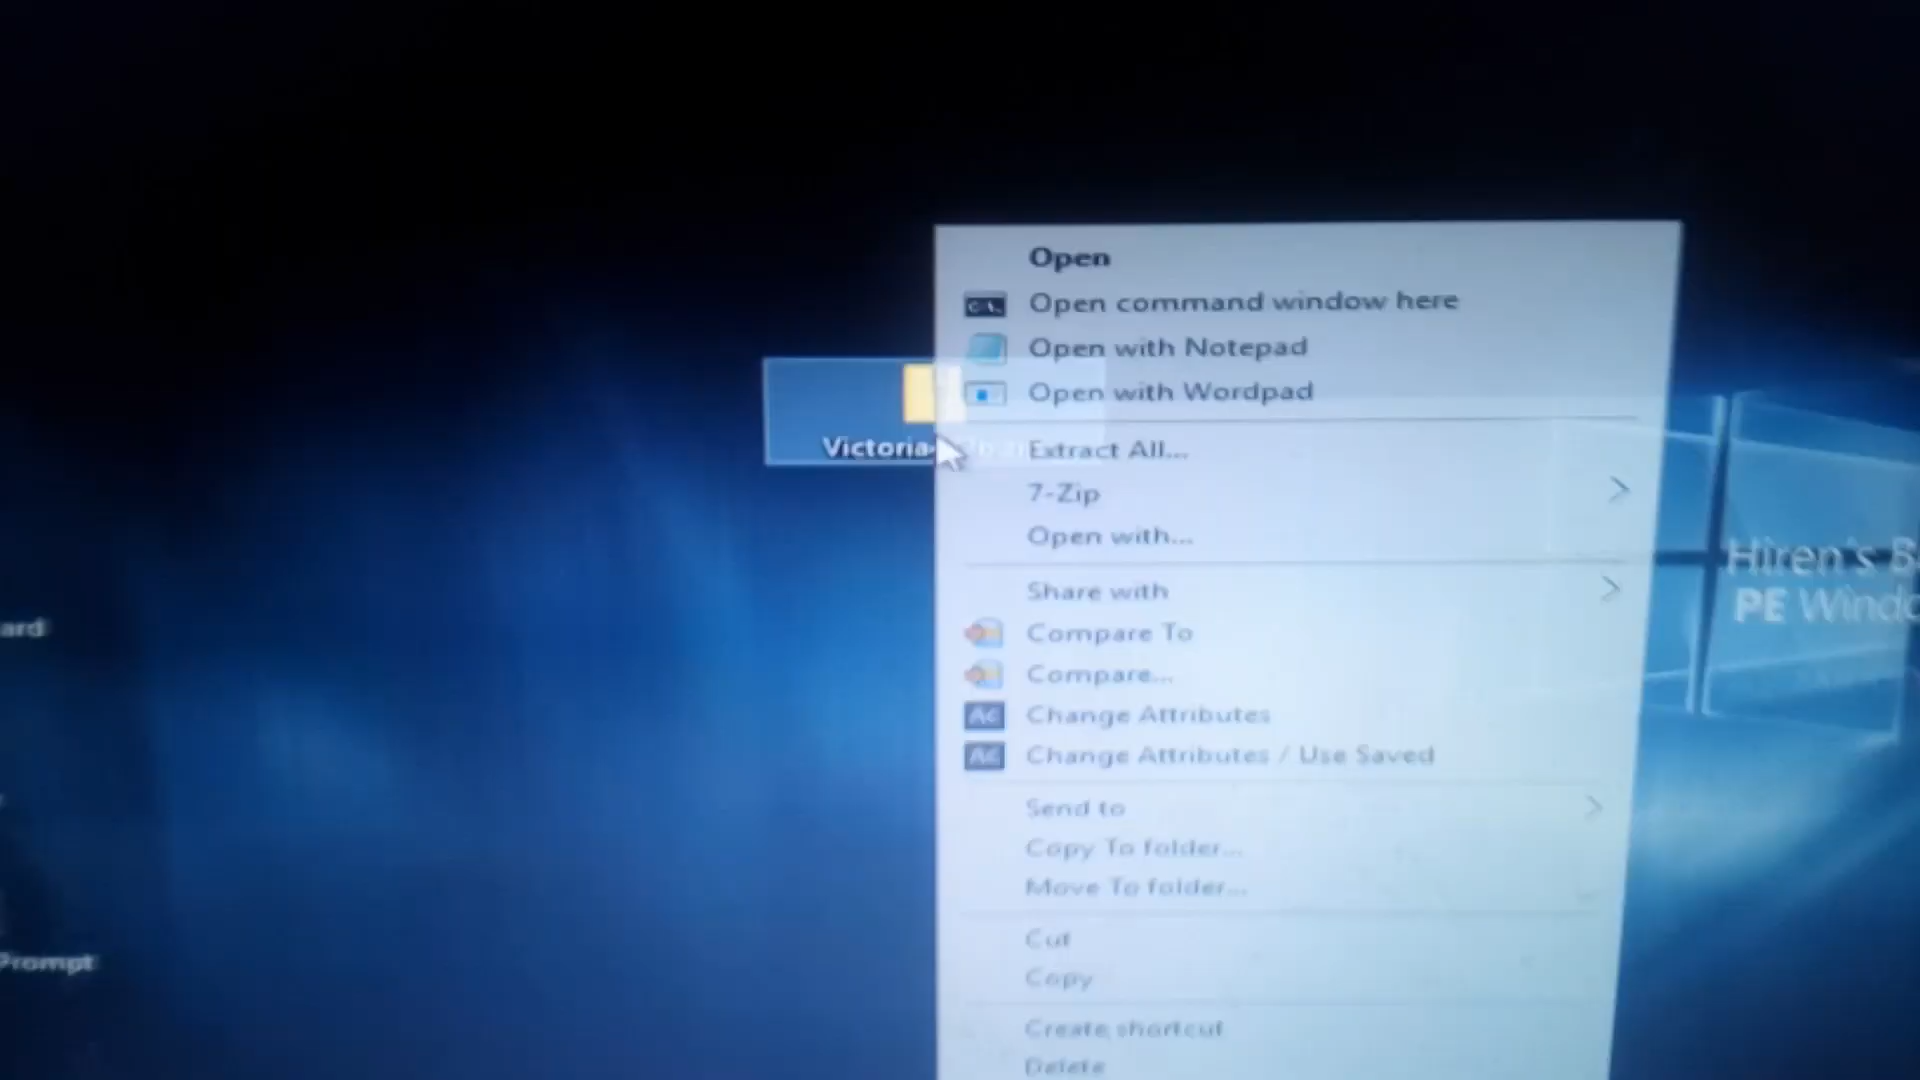 Open
C:\.
Open command window here
Open with Notepad
Open with Wordpad
Victoria
Extract All...
7-Zip
Open with...
Hiren's B
PE Windo
Share with
ard
Compare To
Compare...
AC Change Attributes
AC Change Attributes / Use Saved
Send to
Copy To folder...
Move To folder...
Cut
Prompt
Copy
Create shortcut
Delete